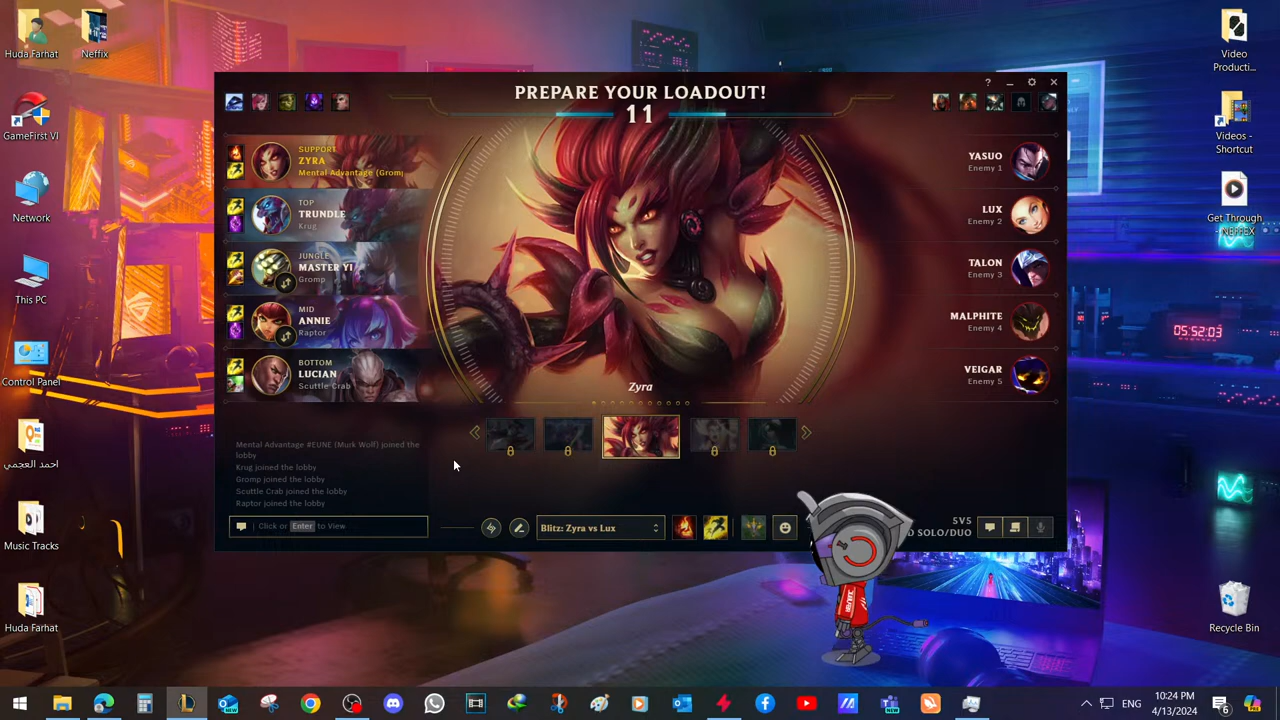 Huda Farhat
Neffix
GameFirst VI
Network
This PC
Control Panel
احمد العجمي
Music Tracks
Huda Farhat
PREPARE YOUR LOADOUT!
11
?
SUPPORT
ZYRA
Mental Advantage (Grom
TOP
TRUNDLE
Krug
JUNGLE
MASTER YI
Gromp
MID
ANNIE
Raptor
BOTTOM
LUCIAN
Scuttle Crab
YASUO
Enemy 1
LUX
Enemy 2
TALON
Enemy 3
MALPHITE
Enemy 4
VEIGAR
Enemy 5
Zyra
Mental Advantage #EUNE (Murk Wolf) joined the
lobby
Krug joined the lobby
Gromp joined the lobby
Scuttle Crab joined the lobby
Raptor joined the lobby
Click or Enter to View
Blitz: Zyra vs Lux
5V5
D SOLO/DUO
Video
Producti...
Videos -
Shortcut
Get Through
- NEFFEX
05:52:03
Recycle Bin
ENG
10:24 PM
4/13/2024
6